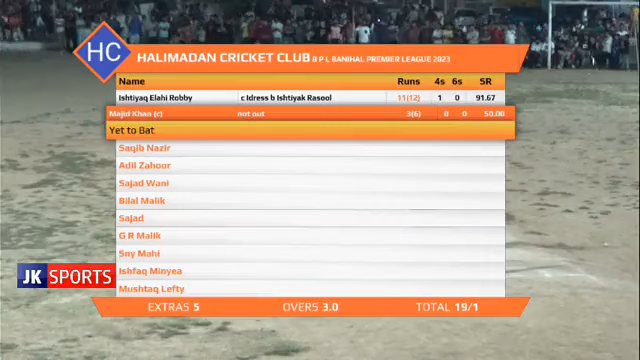 HC
HALIMADAN CRICKET CLUB B P L BANIHAL PREMIER LEAGUE 2023
Name Runs 4s 6s SR
Ishtiyaq Elahi Robby c Idress b Ishtiyak Rasool 11(12) 1 0 91.67
Majid Khan (c) not out 3(6) 0 0 50.00
Yet to Bat
Saqib Nazir
Adil Zahoor
Sajad Wani
Bilal Malik
Sajad
G R Malik
Sny Mahi
Ishfaq Minyea
Mushtaq Lefty
JK SPORTS
EXTRAS 5 OVERS 3.0 TOTAL 19/1